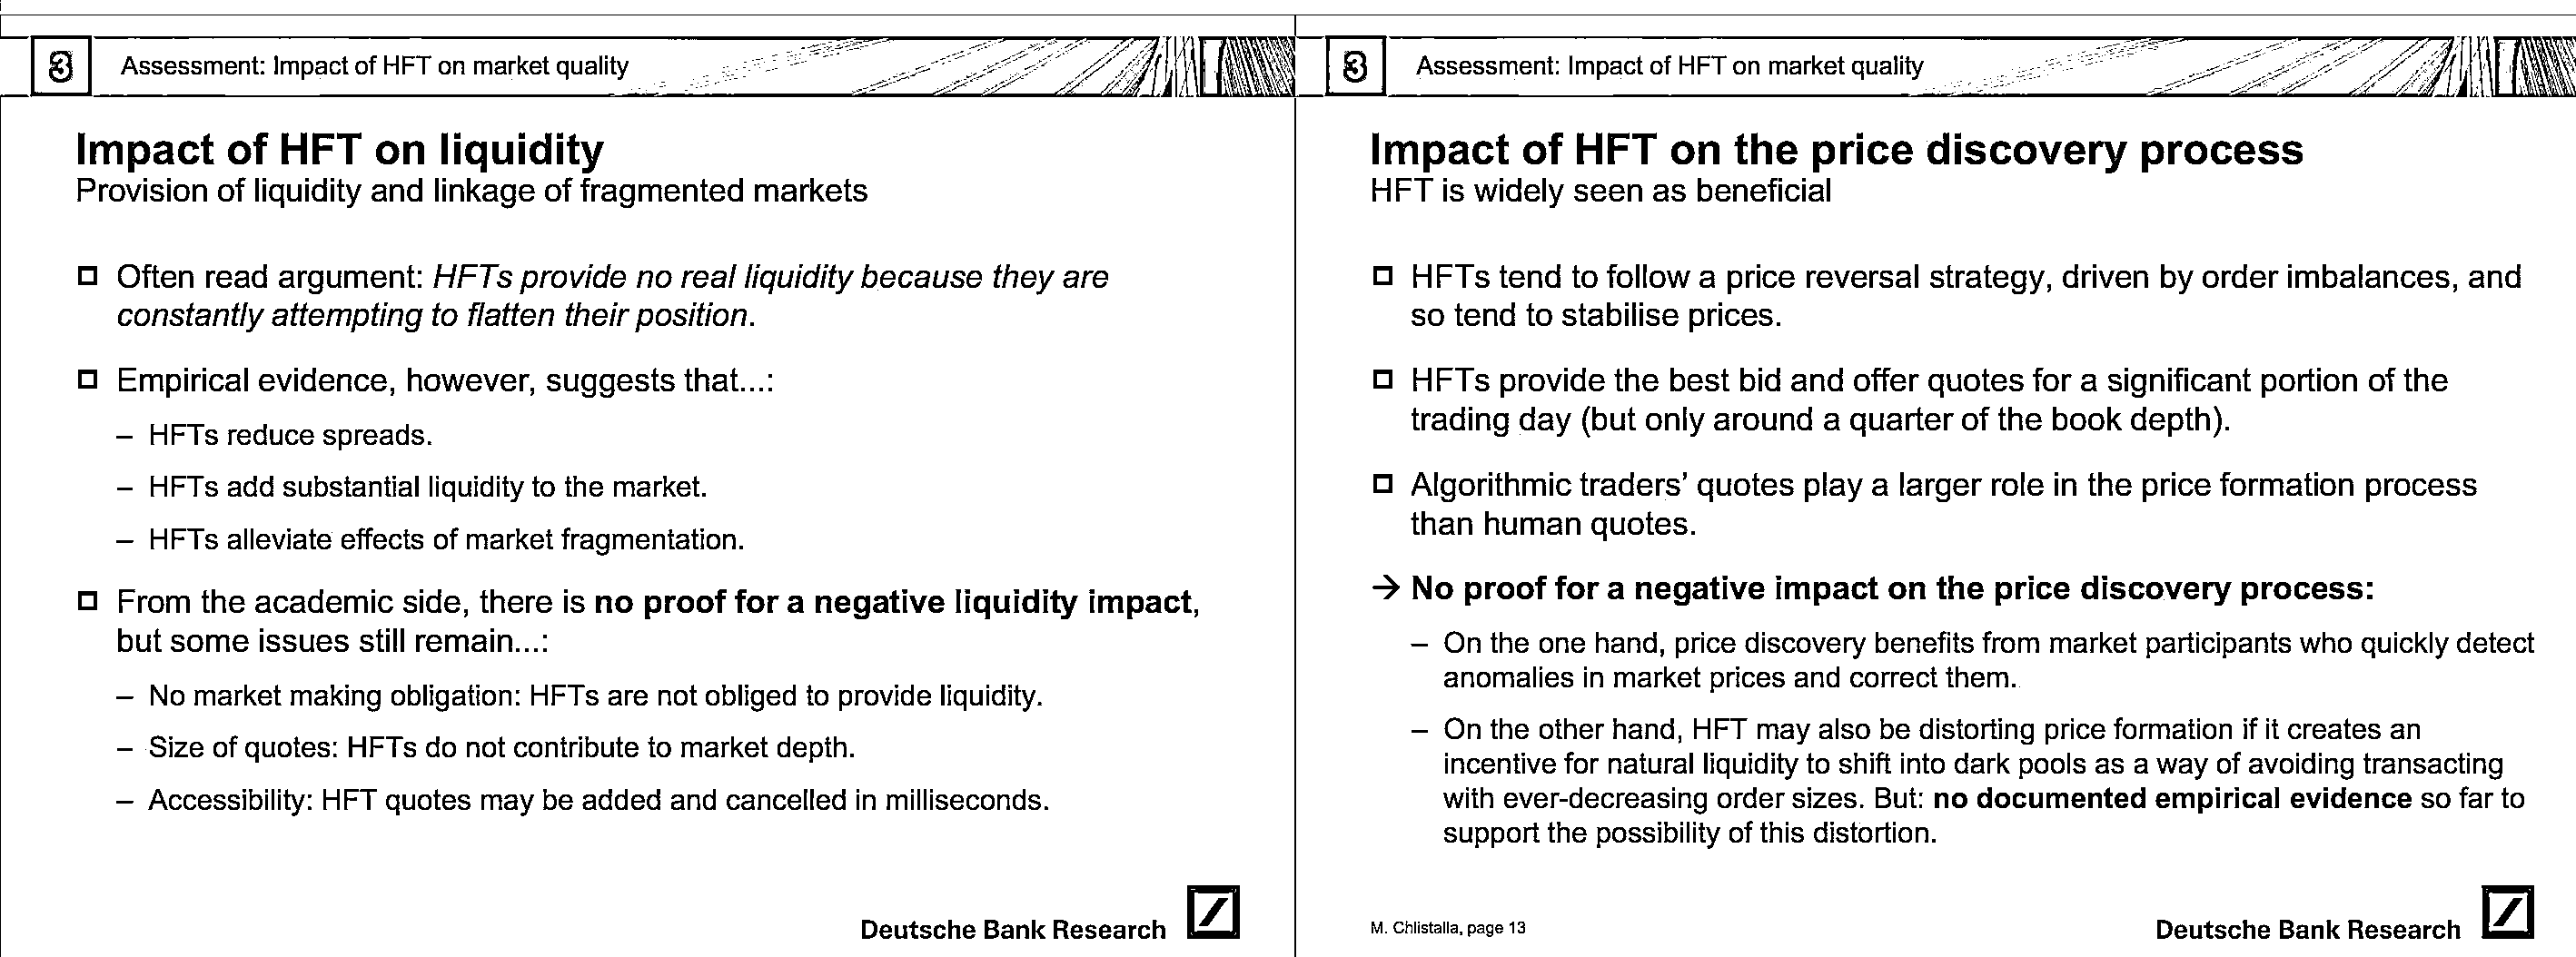 3 Assessment: Impact of HFT on market quality
Impact of HFT on liquidity
Provision of liquidity and linkage of fragmented markets
Often read argument: HFTs provide no real liquidity because they are
constantly attempting to flatten their position.
Empirical evidence, however, suggests that...:
– HFTs reduce spreads.
– HFTs add substantial liquidity to the market.
– HFTs alleviate effects of market fragmentation.
From the academic side, there is no proof for a negative liquidity impact,
but some issues still remain...:
– No market making obligation: HFTs are not obliged to provide liquidity.
– Size of quotes: HFTs do not contribute to market depth.
– Accessibility: HFT quotes may be added and cancelled in milliseconds.
Deutsche Bank Research
3 Assessment: Impact of HFT on market quality
Impact of HFT on the price discovery process
HFT is widely seen as beneficial
HFTs tend to follow a price reversal strategy, driven by order imbalances, and
so tend to stabilise prices.
HFTs provide the best bid and offer quotes for a significant portion of the
trading day (but only around a quarter of the book depth).
Algorithmic traders' quotes play a larger role in the price formation process
than human quotes.
→ No proof for a negative impact on the price discovery process:
– On the one hand, price discovery benefits from market participants who quickly detect
anomalies in market prices and correct them.
– On the other hand, HFT may also be distorting price formation if it creates an
incentive for natural liquidity to shift into dark pools as a way of avoiding transacting
with ever-decreasing order sizes. But: no documented empirical evidence so far to
support the possibility of this distortion.
M. Chlistalla, page 13
Deutsche Bank Research